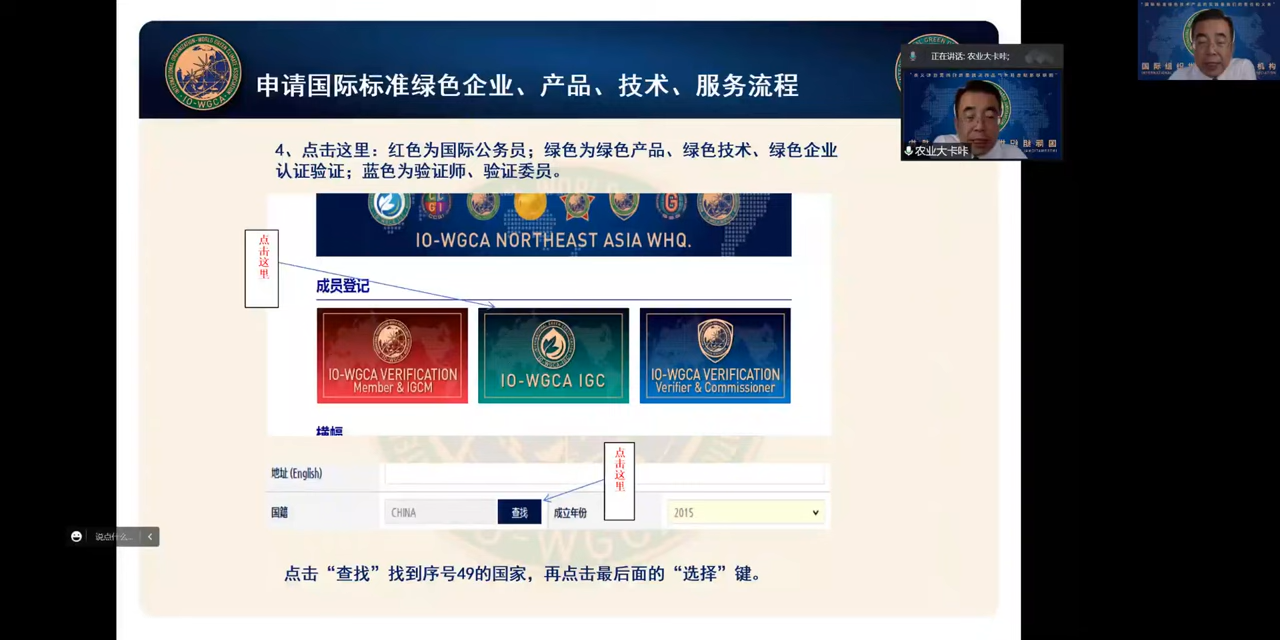 申请国际标准绿色企业、产品、技术、服务流程
正在讲话: 农业大卡咔;
农业大卡咔
4、点击这里：红色为国际公务员；绿色为绿色产品、绿色技术、绿色企业
认证验证；蓝色为验证师、验证委员。
IO-WGCA NORTHEAST ASIA WHQ.
点击这里
成员登记
IO-WGCA VERIFICATION
Member & IGCM
IO-WGCA IGC
IO-WGCA VERIFICATION
Verifier & Commissioner
横幅
点击这里
地址 (English)
国籍
CHINA
查找
成立年份
2015
说点什么...
点击“查找”找到序号49的国家，再点击最后面的“选择”键。